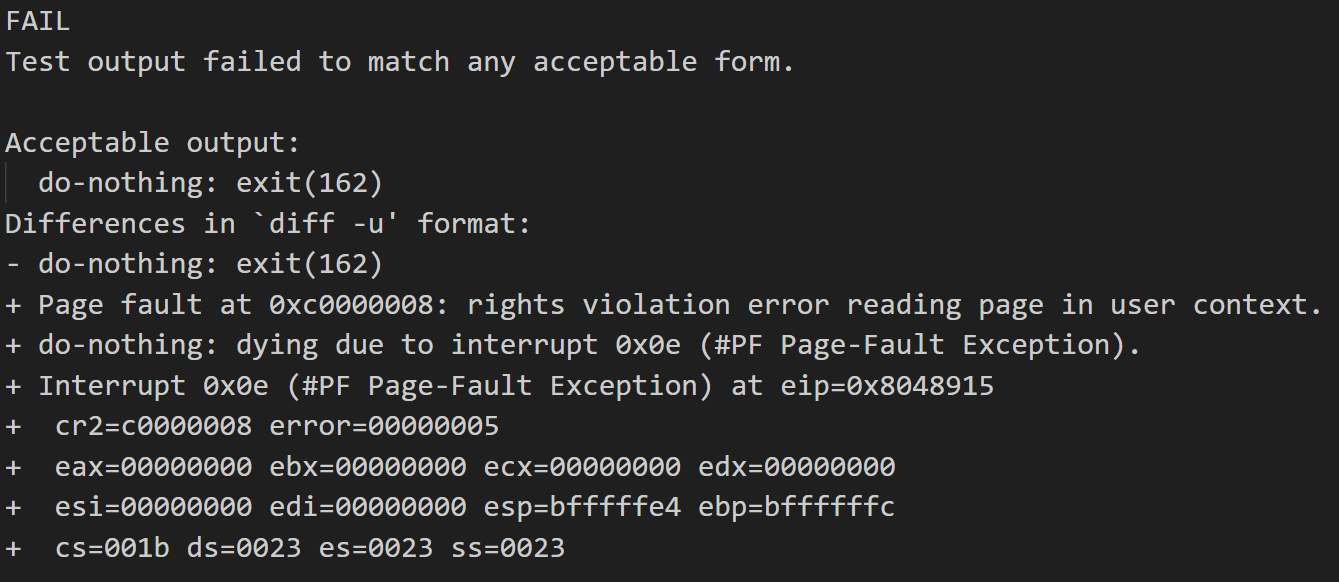 FAIL
Test output failed to match any acceptable form.

Acceptable output:
  do-nothing: exit(162)
Differences in `diff -u' format:
- do-nothing: exit(162)
+ Page fault at 0xc0000008: rights violation error reading page in user context.
+ do-nothing: dying due to interrupt 0x0e (#PF Page-Fault Exception).
+ Interrupt 0x0e (#PF Page-Fault Exception) at eip=0x8048915
+  cr2=c0000008 error=00000005
+  eax=00000000 ebx=00000000 ecx=00000000 edx=00000000
+  esi=00000000 edi=00000000 esp=bfffffe4 ebp=bffffffc
+  cs=001b ds=0023 es=0023 ss=0023